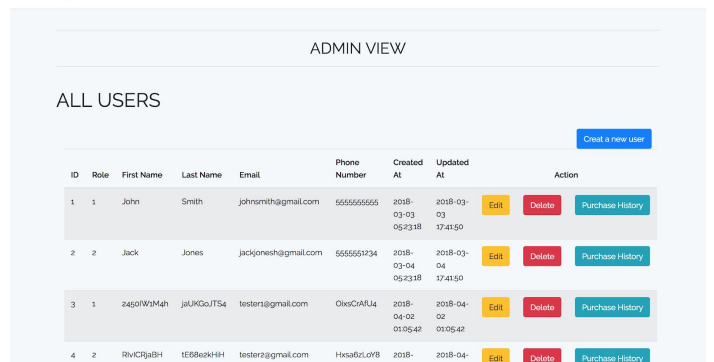 ADMIN VIEW
ALL USERS
Creat a new user
Phone Created Updated
ID Role First Name Last Name Email Number At At Action
1 1 John Smith johnsmith@gmail.com 5555555555 2018- 2018-03- Edit Delete Purchase History
03-03 03
05:23:18 17:41:50
2 2 Jack Jones jackjonesh@gmail.com 5555551234 2018- 2018-03- Edit Delete Purchase History
03-04 04
05:23:18 17:41:50
3 1 2450IW1M4h jaUKGoJTS4 tester1@gmail.com OixsCrAfU4 2018- 2018-04- Edit Delete Purchase History
04-02 02
01:05:42 01:05:42
4 2 RIvICRjaBH tE68e2kHiH tester2@gmail.com Hxsa6zLoY8 2018- 2018-04- Edit Delete Purchase History